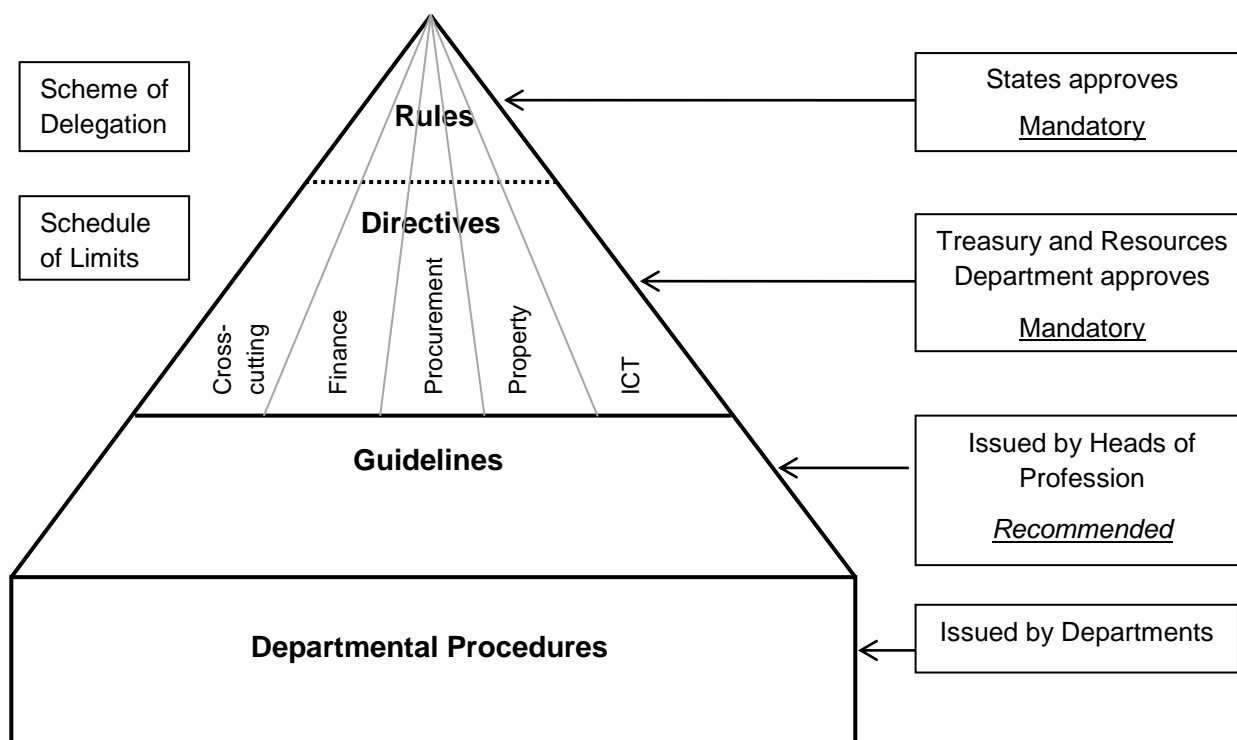 Scheme of
Delegation
Schedule
of Limits
Rules
Directives
Cross-
cutting
Finance
Procurement
Property
ICT
Guidelines
Departmental Procedures
States approves
Mandatory
Treasury and Resources
Department approves
Mandatory
Issued by Heads of
Profession
Recommended
Issued by Departments